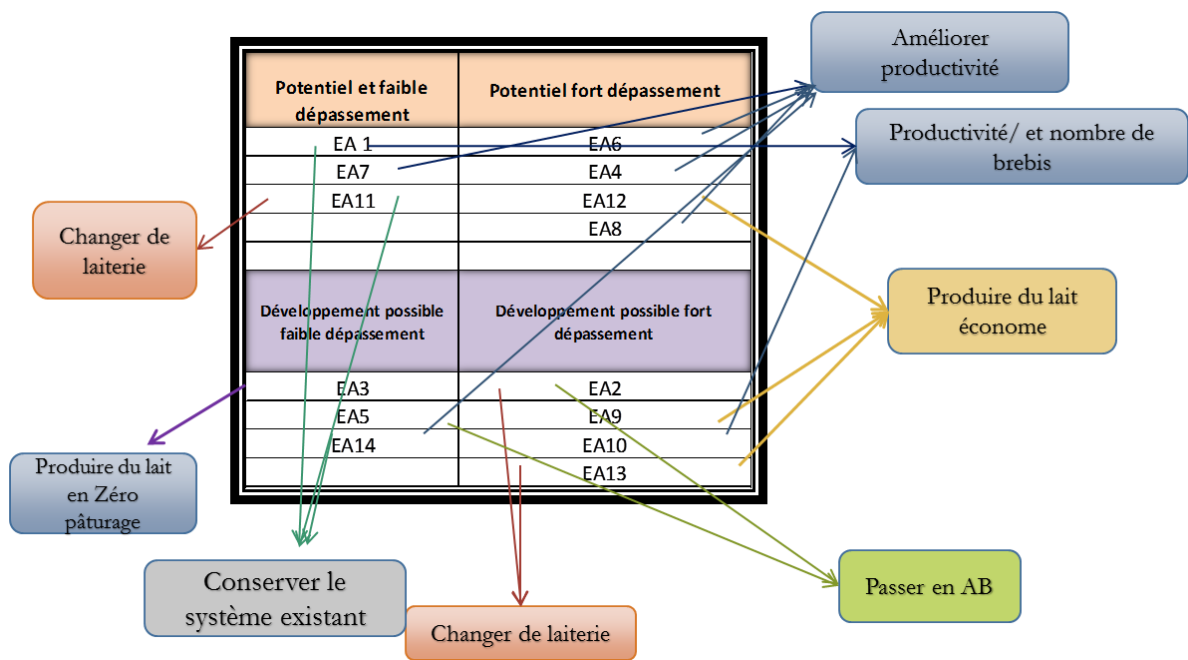 Améliorer
productivité
Potentiel et faible
dépassement
Potentiel fort dépassement
EA 1
EA6
Productivité/ et nombre de
brebis
EA7
EA4
EA11
EA12
EA8
Changer de
laiterie
Développement possible
faible dépassement
Développement possible fort
dépassement
Produire du lait
économe
EA3
EA2
EA5
EA9
EA14
EA10
EA13
Produire du lait
en Zéro
pâturage
Conserver le
système existant
Changer de laiterie
Passer en AB